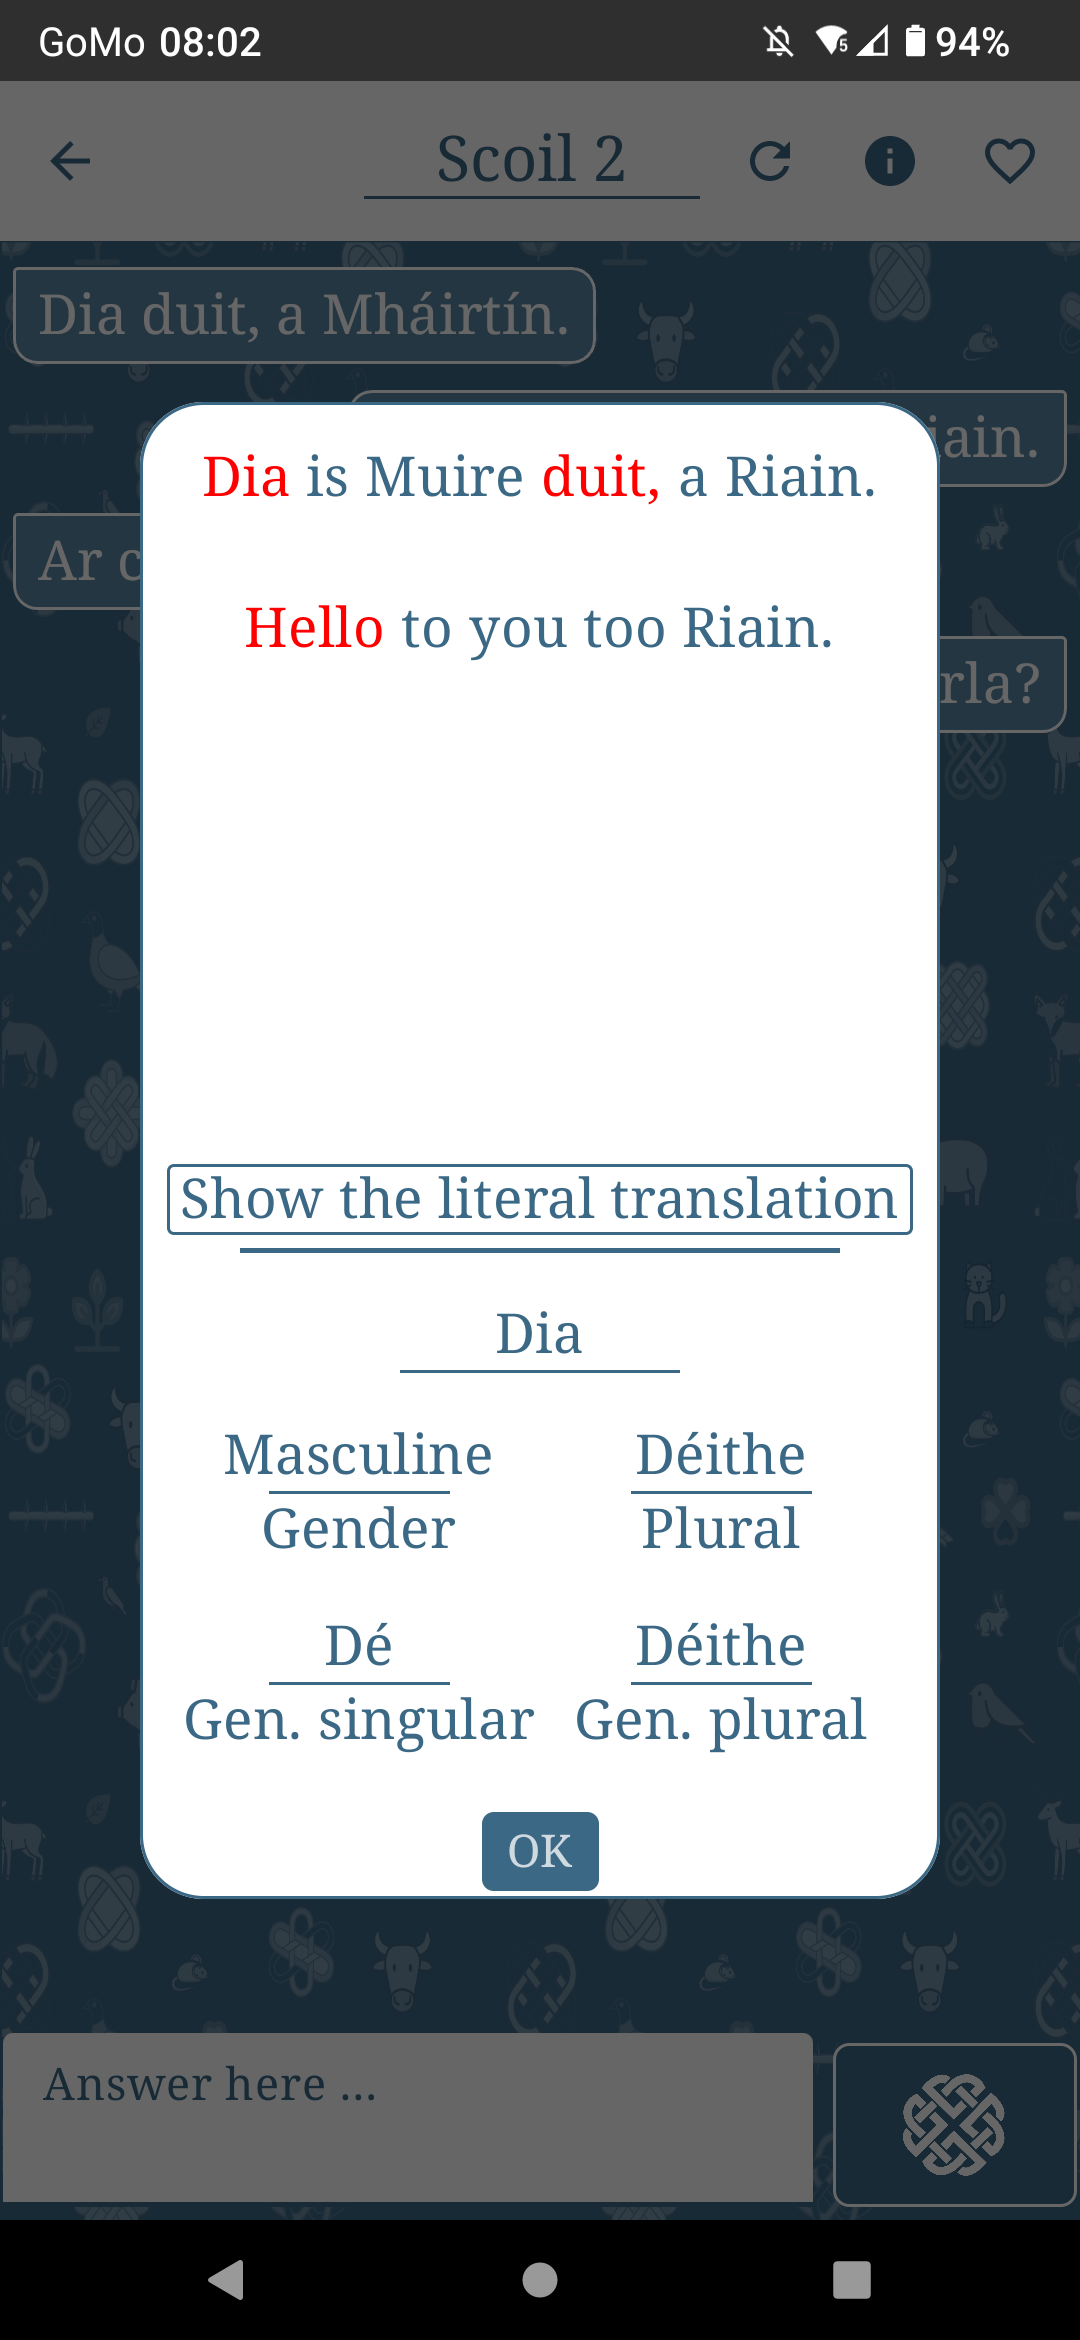 GoMo 08:02 94%
Scoil 2
Dia duit, a Mháirtín.
Dia is Muire duit, a Riain.
Ar
Hello to you too Riain.
Show the literal translation
Dia
Masculine Déithe
Gender Plural
Dé Déithe
Gen. singular Gen. plural
OK
Answer here ...